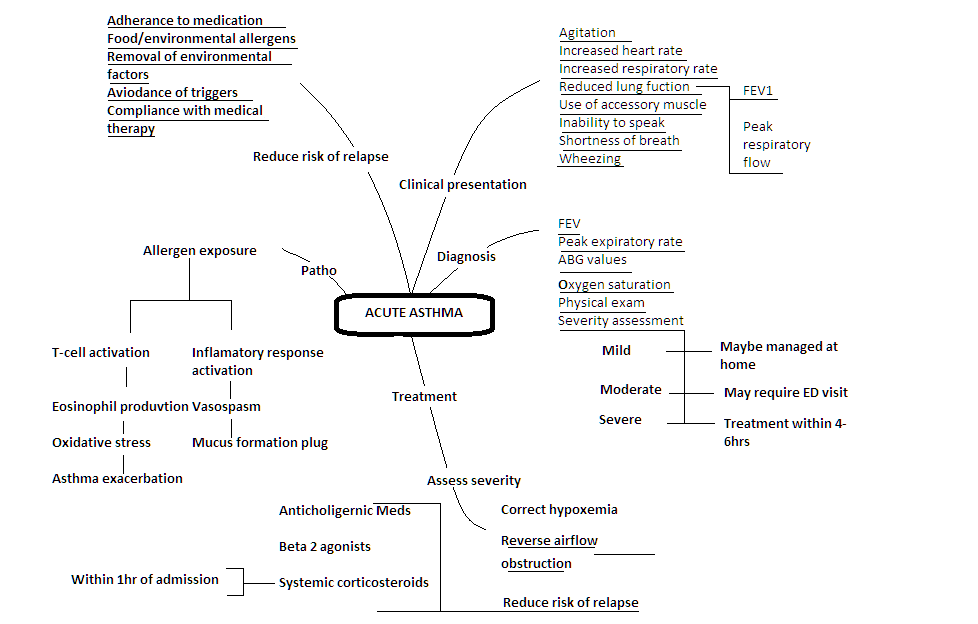 Adherance to medication
Food/environmental allergens
Removal of environmental
factors
Aviodance of triggers
Compliance with medical
therapy
Reduce risk of relapse
Agitation
Increased heart rate
Increased respiratory rate
Reduced lung fuction
Use of accessory muscle
Inability to speak
Shortness of breath
Wheezing
FEV1
Peak
respiratory
flow
Clinical presentation
Allergen exposure
Patho
Diagnosis
FEV
Peak expiratory rate
ABG values
Oxygen saturation
Physical exam
Severity assessment
ACUTE ASTHMA
Mild
Maybe managed at
home
Moderate
May require ED visit
Severe
Treatment within 4-
6hrs
T-cell activation
Inflamatory response
activation
Eosinophil produvtion
Vasospasm
Oxidative stress
Mucus formation plug
Asthma exacerbation
Treatment
Assess severity
Anticholigernic Meds
Beta 2 agonists
Within 1hr of admission
Systemic corticosteroids
Correct hypoxemia
Reverse airflow
obstruction
Reduce risk of relapse